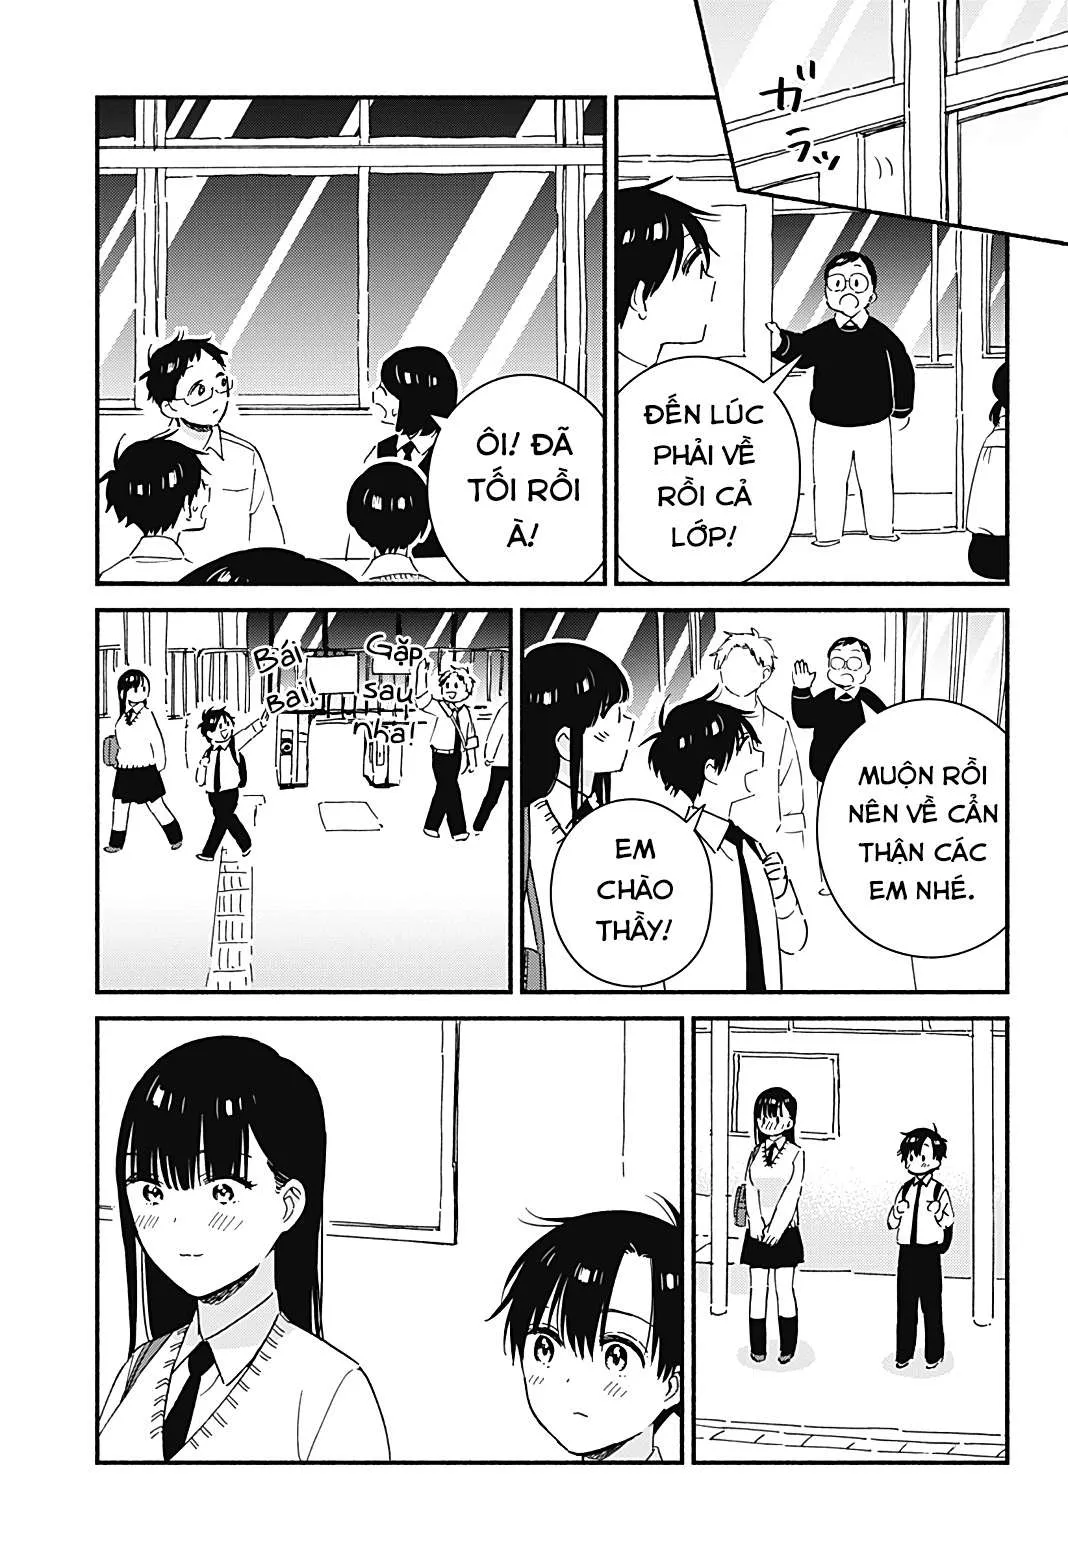 ガラッ
ĐẾN LÚC
PHẢI VỀ
RỒI CẢ
LỚP!
ÔI! ĐÃ
TỐI RỒI
À!
MUỘN RỒI
NÊN VỀ CẨN
THẬN CÁC
EM NHÉ.
EM
CHÀO
THẦY!
Gặp
sau
nha!
Bái
Bai!